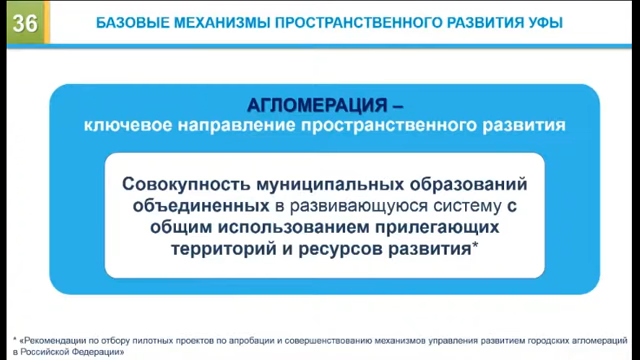 36
БАЗОВЫЕ МЕХАНИЗМЫ ПРОСТРАНСТВЕННОГО РАЗВИТИЯ УФЫ
АГЛОМЕРАЦИЯ –
ключевое направление пространственного развития
Совокупность муниципальных образований
объединенных в развивающуюся систему с
общим использованием прилегающих
территорий и ресурсов развития*
* «Рекомендации по отбору пилотных проектов по апробации и совершенствованию механизмов управления развитием городских агломераций
в Российской Федерации»